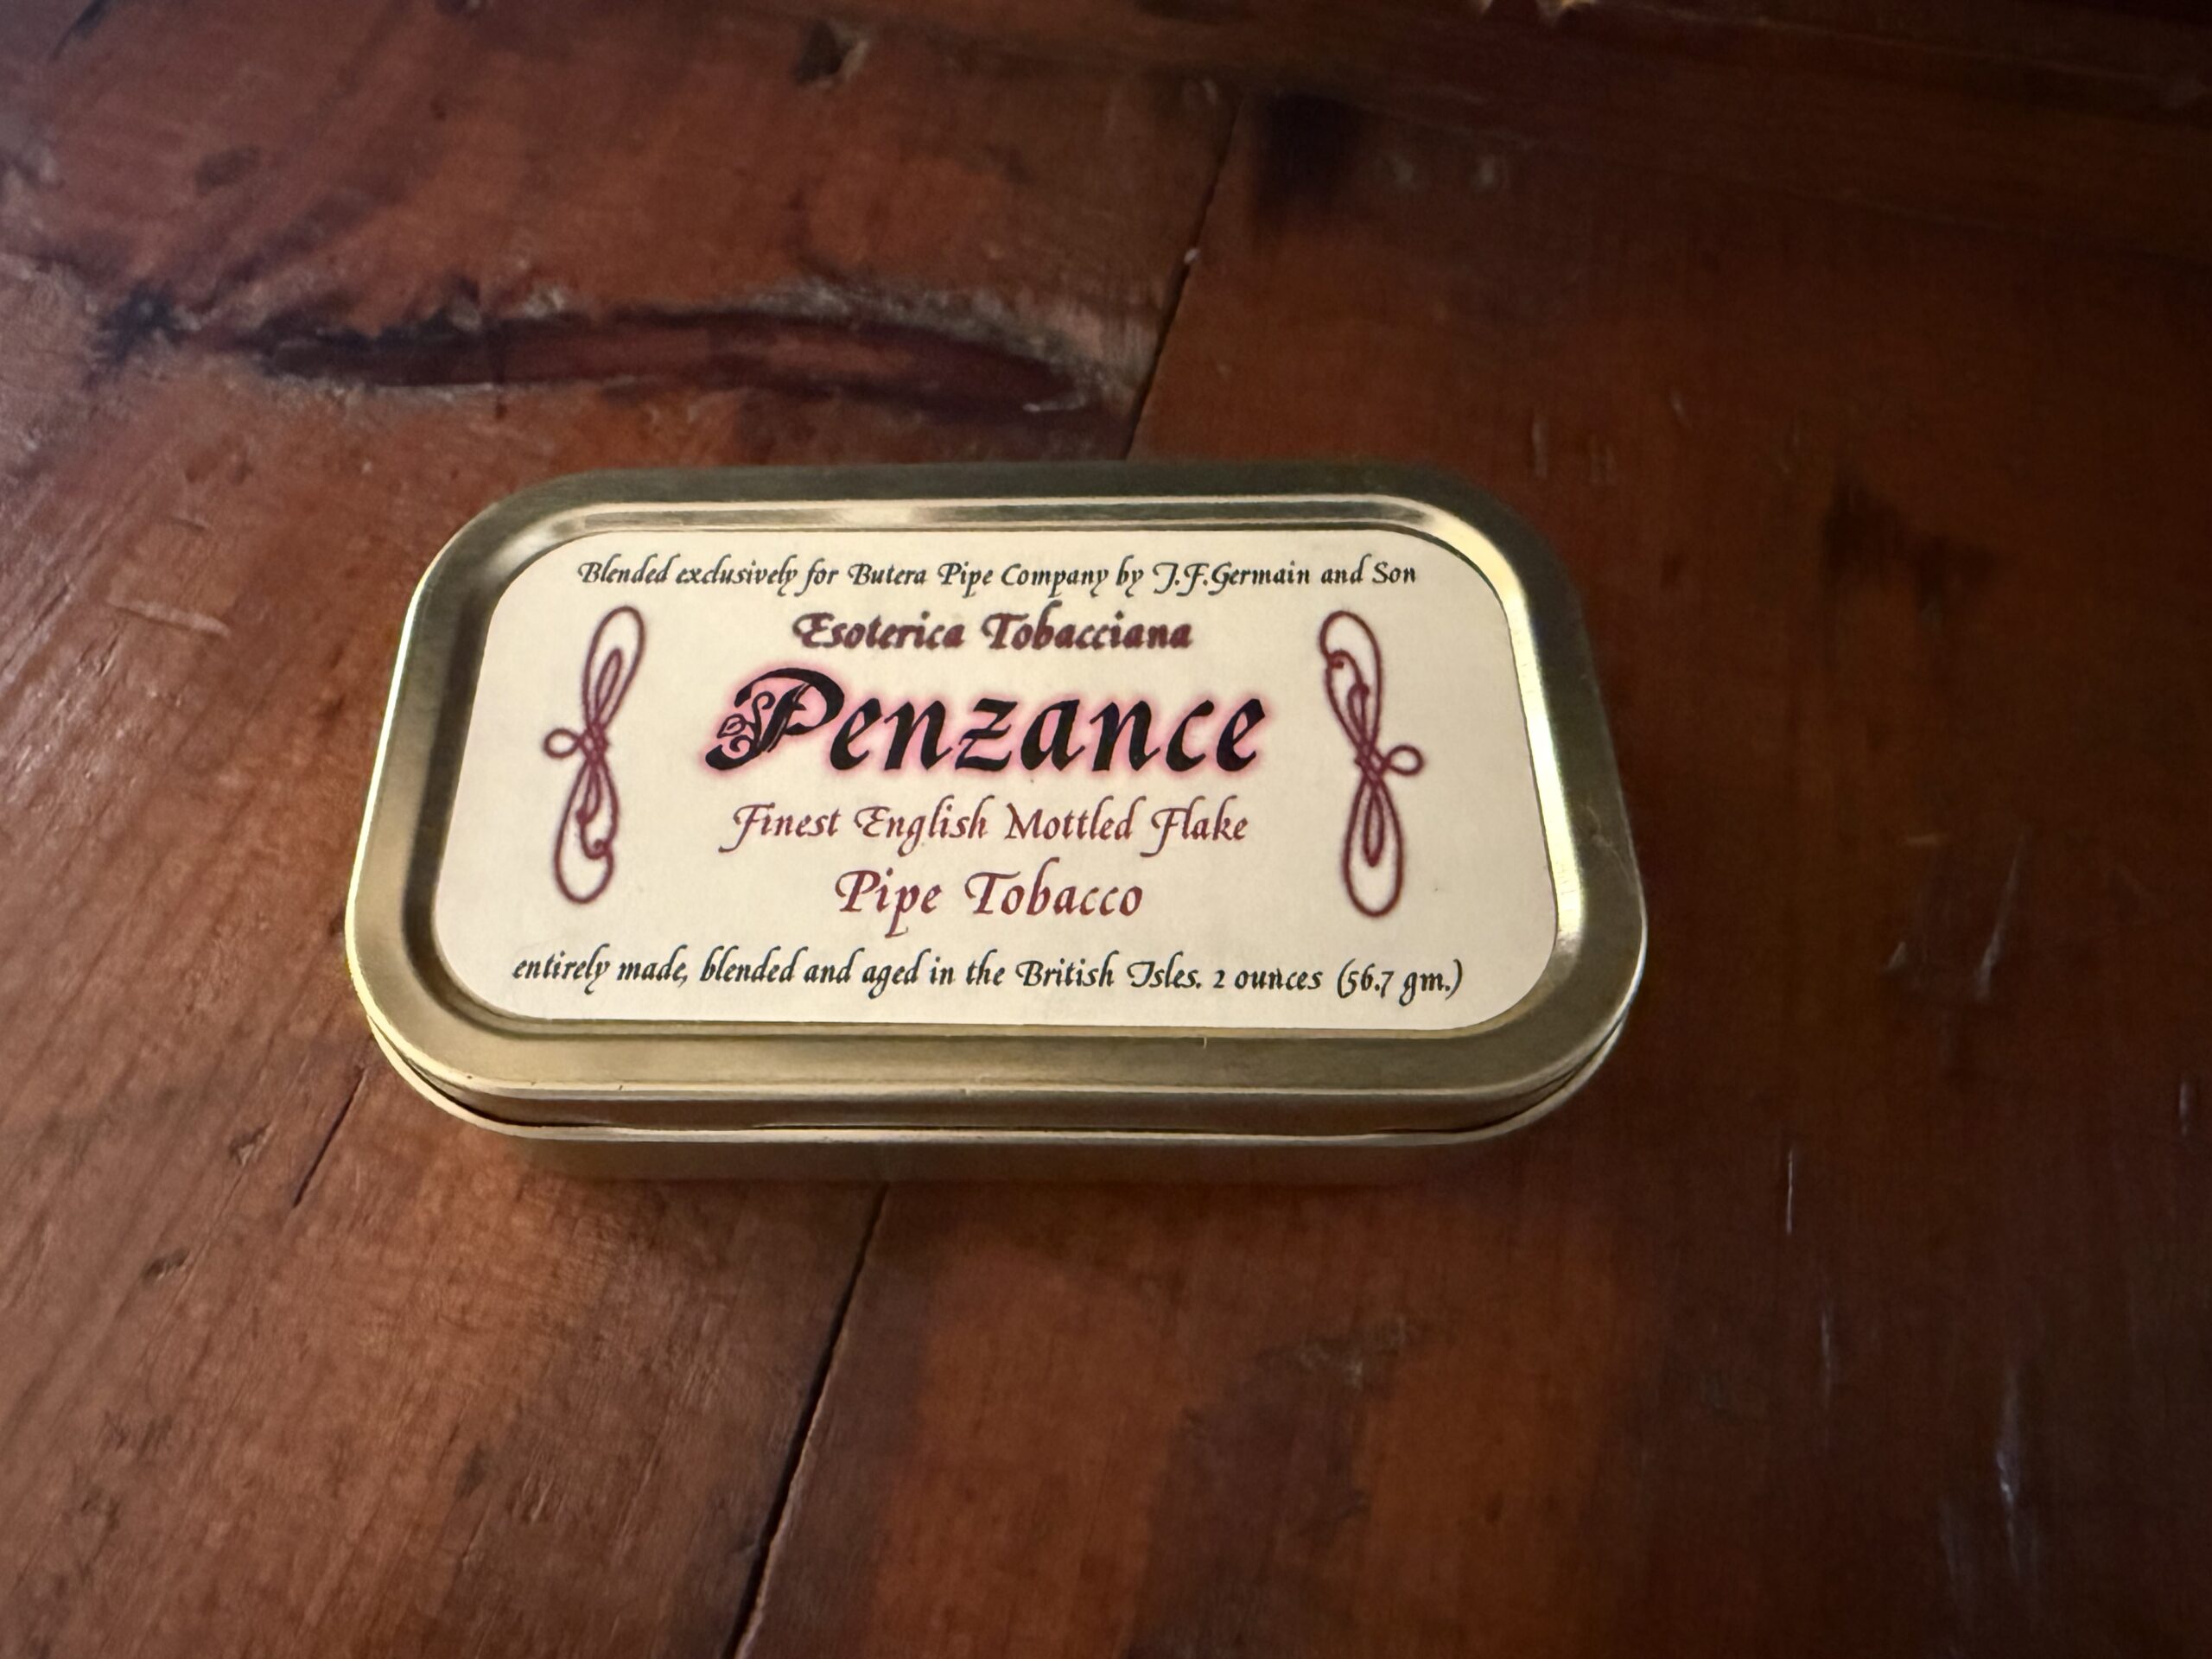 Blended exclusively for Butera Pipe Company by J.F.Germain and Son
Esoterica Tobacciana
Penzance
Finest English Mottled Flake
Pipe Tobacco
entirely made, blended and aged in the British Isles. 2 ounces (56.7 gm.)